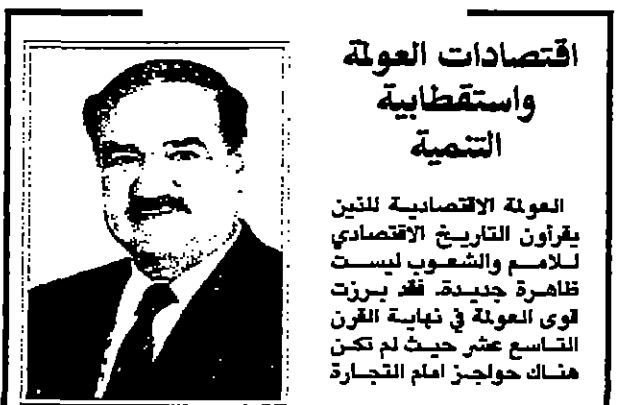 اقتصادات العولمة
واستقطابية
التنمية
العولمة الاقتصادية للذين
يقرأون التاريخ الاقتصادي
للامم والشعوب ليست
ظاهرة جديدة. فقد برزت
قوى العولمة في نهاية القرن
التاسع عشر حيث لم تكن
هناك حواجز امام التجارة